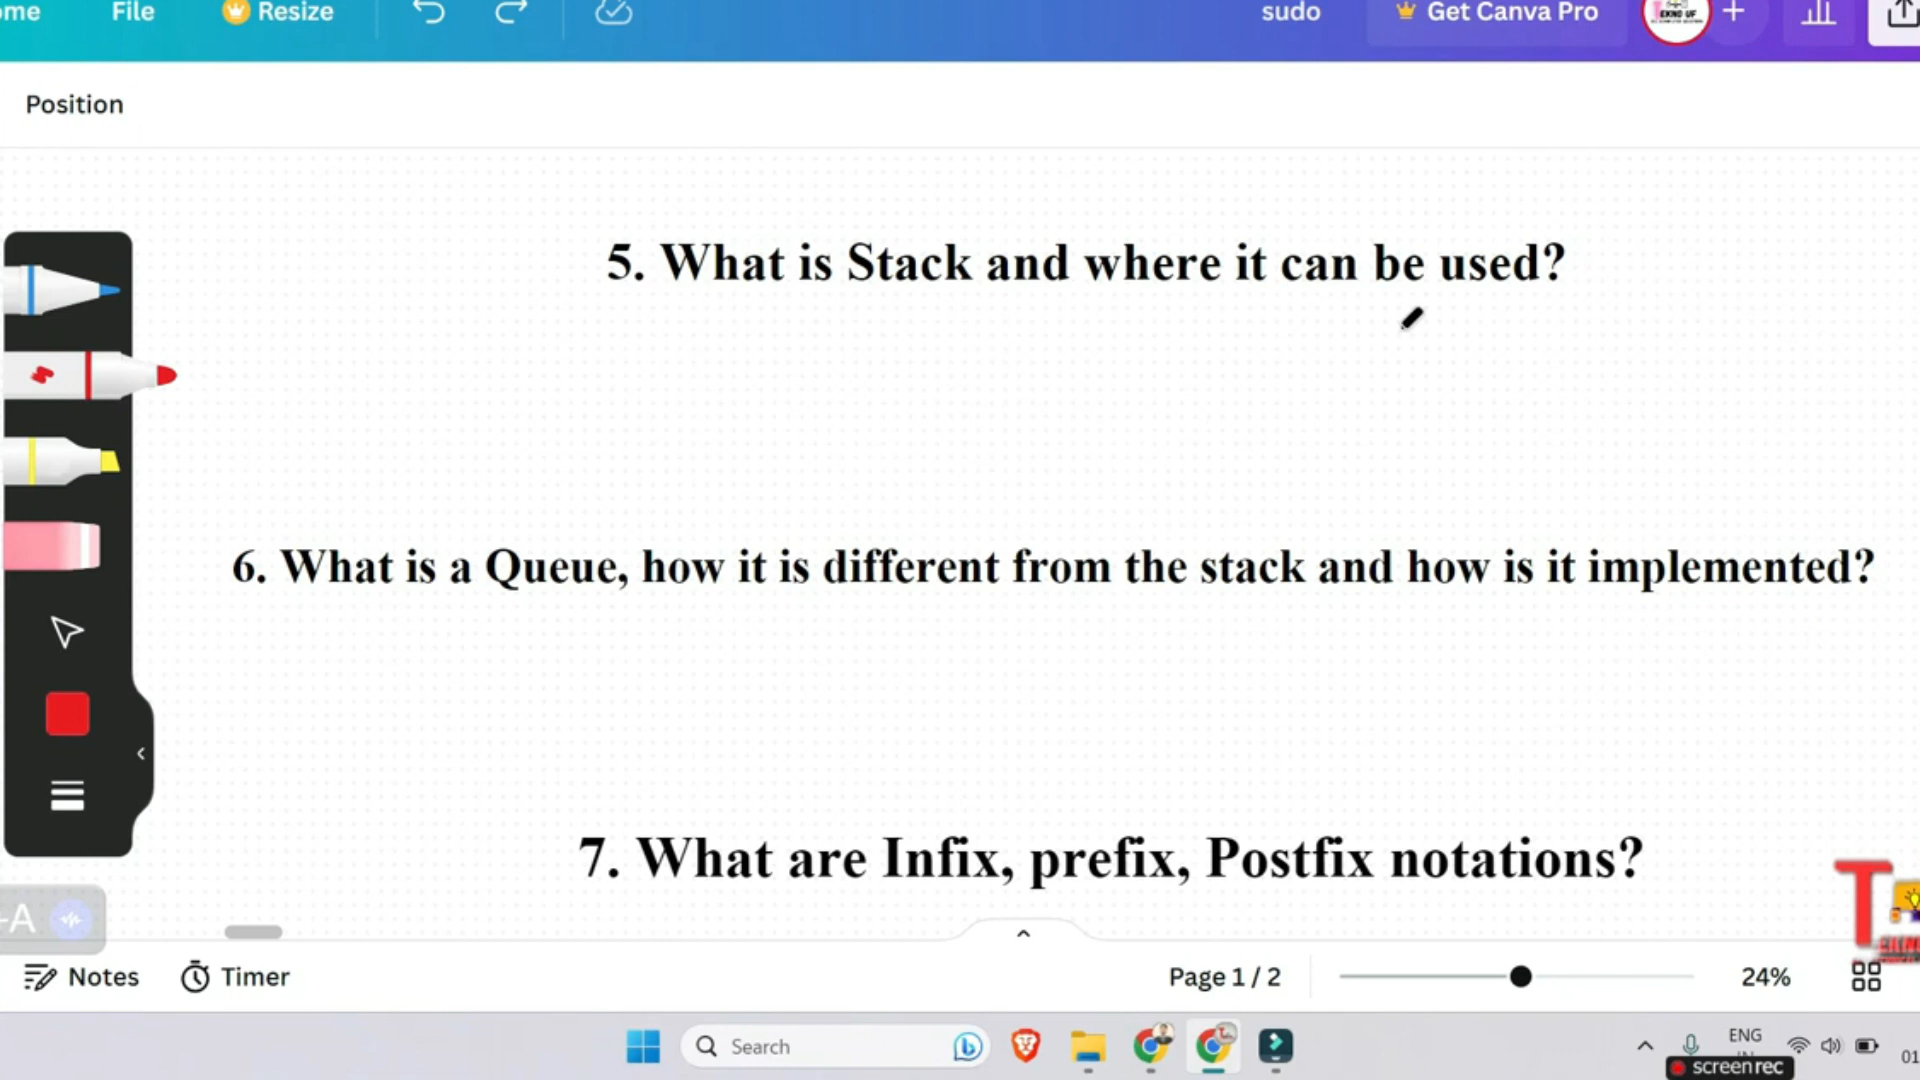 ome File Resize sudo Get Canva Pro
Position
5. What is Stack and where it can be used?
6. What is a Queue, how it is different from the stack and how is it implemented?
7. What are Infix, prefix, Postfix notations?
-A
Notes Timer Page 1 / 2 24%
Search ENG
01
screenrec